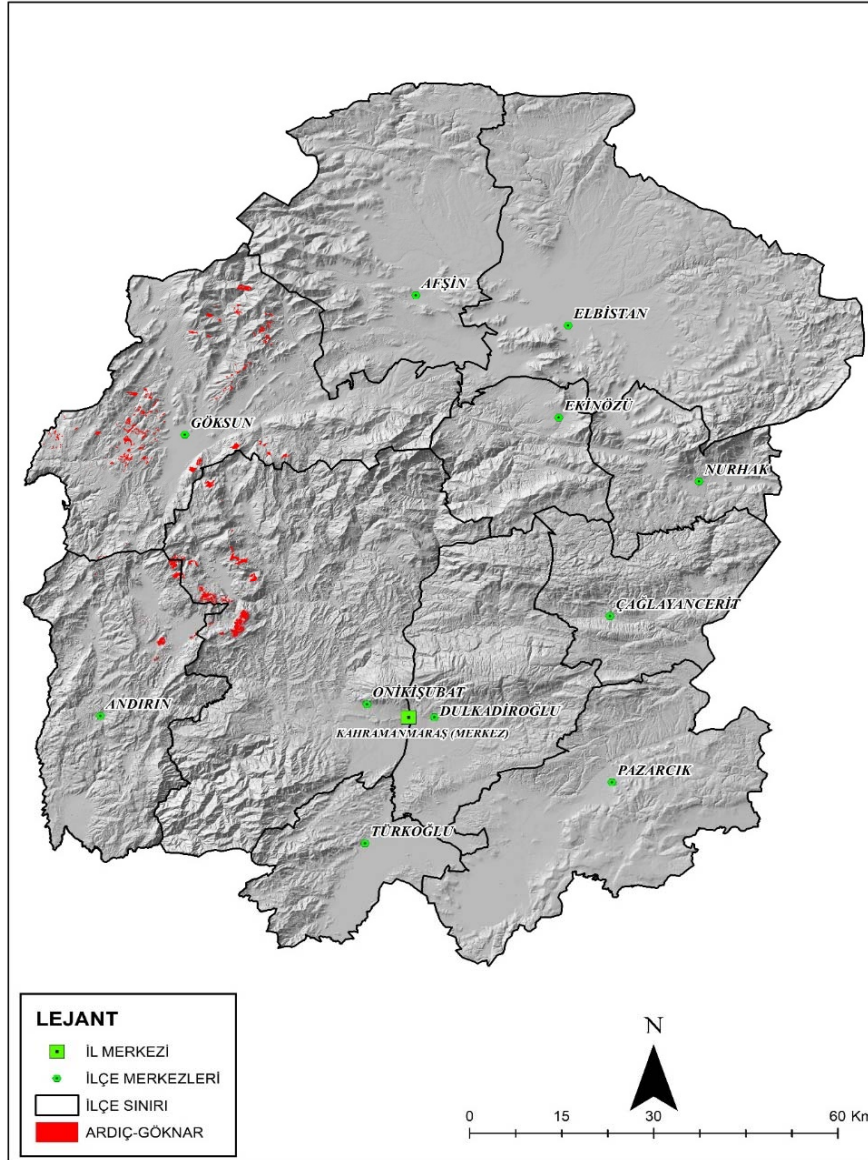 AFŞİN
ELBİSTAN
EKİNÖZÜ
GÖKSUN
NURHAK
ÇAĞLAYANCERİT
ONİKİŞUBAT
ANDIRIN
DULKADİROĞLU
KAHRAMANMARAŞ (MERKEZ)
PAZARCIK
TÜRKOĞLU
LEJANT
İL MERKEZİ
İLÇE MERKEZLERİ
İLÇE SINIRI
ARDIÇ-GÖKNAR
N
0 15 30 60 Km